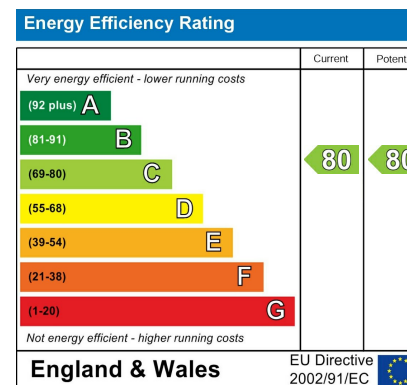 Energy Efficiency Rating
Current Potent
Very energy efficient - lower running costs
(92 plus) A
(81-91) B
(69-80) C
80 80
(55-68) D
(39-54) E
(21-38) F
(1-20) G
Not energy efficient - higher running costs
England & Wales
EU Directive
2002/91/EC